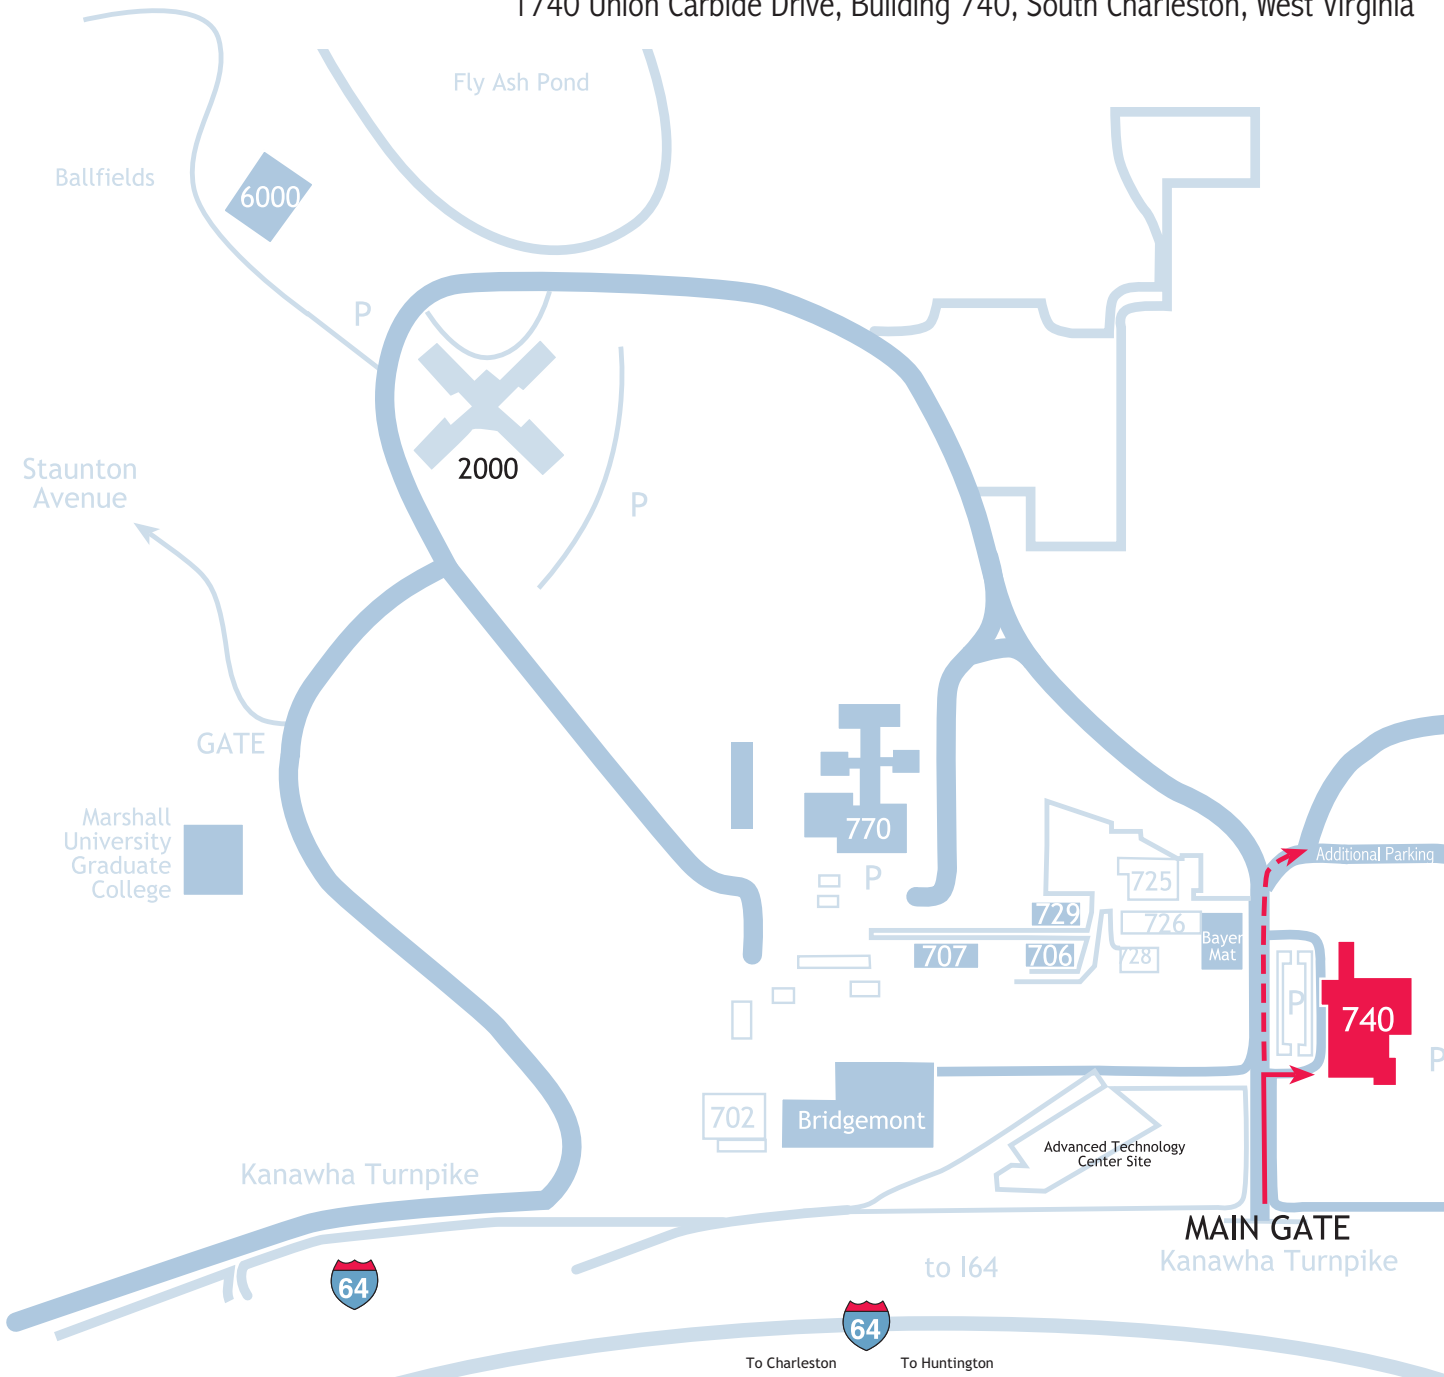 1740 Union Carbide Drive, Building 740, South Charleston, West Virginia
Fly Ash Pond
Ballfields
6000
P
2000
Staunton
Avenue
P
GATE
Marshall
University
Graduate
College
770
P
Additional Parking
725
729
726
Bayer
Mat
707
706
728
P
740
P
702
Bridgemont
Advanced Technology
Center Site
Kanawha Turnpike
MAIN GATE
Kanawha Turnpike
to I64
64
64
To Charleston
To Huntington